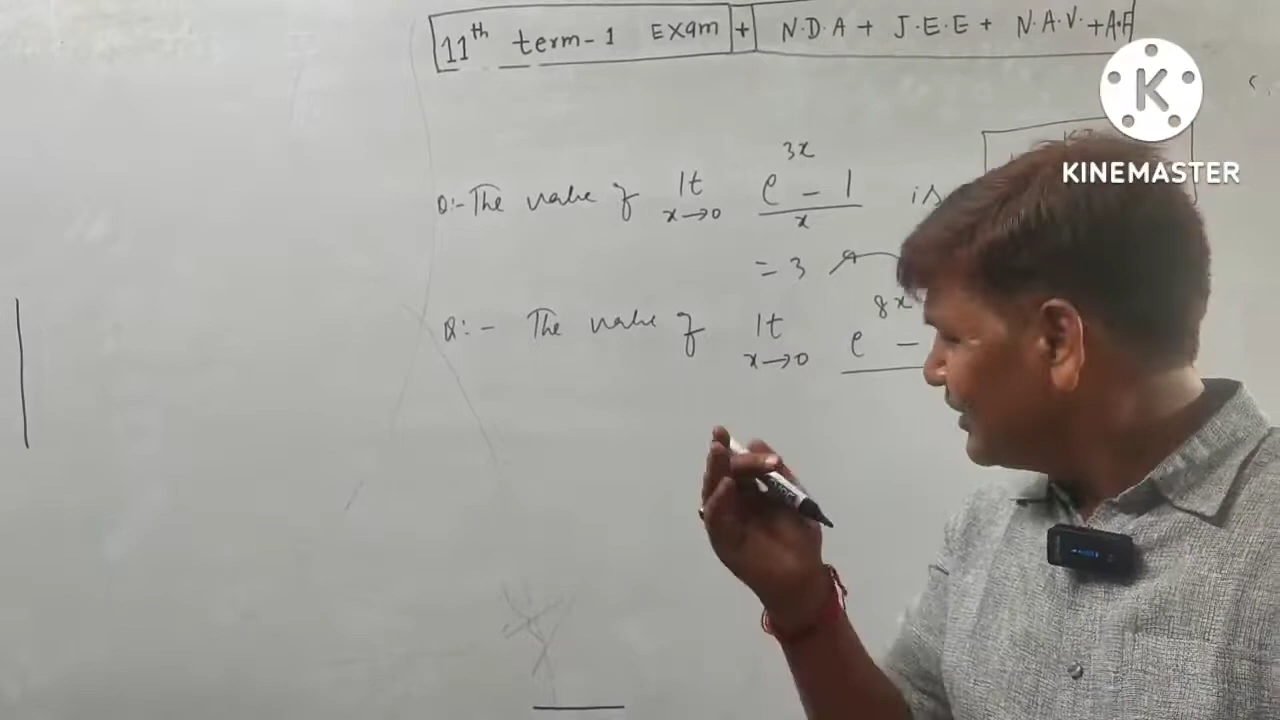 11th term-1 Exam + N.D.A + J.E.E + N.A.V. + A.F
K
KINEMASTER
Q:- The value of lt x→0 e^3x - 1 / x is
= 3
Q:- The value of lt x→0 e^8x -